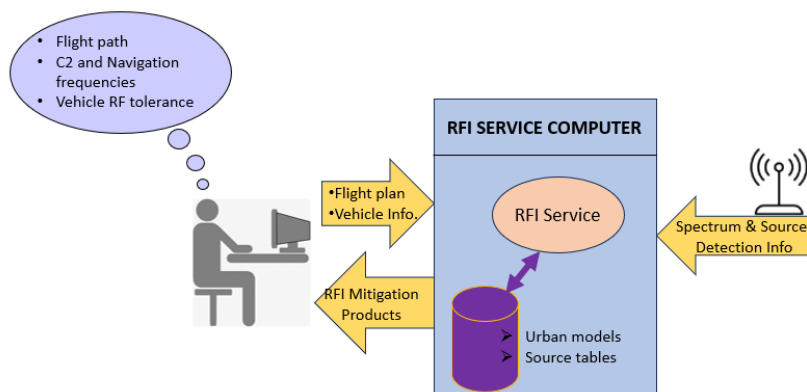 • Flight path
• C2 and Navigation
frequencies
• Vehicle RF tolerance
RFI SERVICE COMPUTER
•Flight plan
•Vehicle Info.
RFI Service
Spectrum & Source
Detection Info
RFI Mitigation
Products
➢ Urban models
➢ Source tables